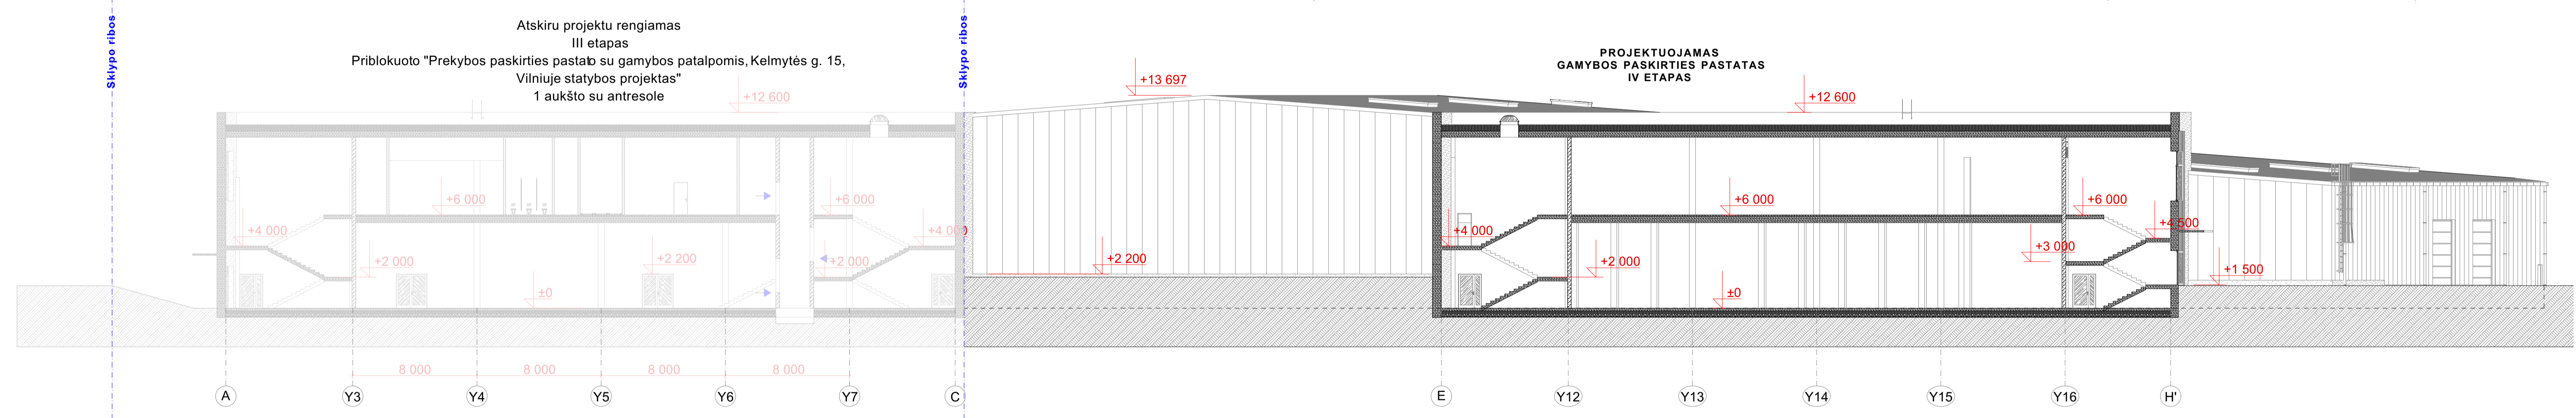 Sklypo ribos
Atskiru projektu rengiamas
III etapas
Priblokuoto "Prekybos paskirties pastato su gamybos patalpomis, Kelmytės g. 15,
Vilniuje statybos projektas"
1 aukšto su antresole
Sklypo ribos
PROJEKTUOJAMAS
GAMYBOS PASKIRTIES PASTATAS
IV ETAPAS
+12 600
+13 697
+12 600
+4 000
+6 000
+6 000
+4 000
+2 000
+2 200
+2 000
±0
+2 200
+4 000
+6 000
+6 000
+4 500
+2 000
+3 000
+1 500
±0
8 000
8 000
8 000
8 000
A
Y3
Y4
Y5
Y6
Y7
C
E
Y12
Y13
Y14
Y15
Y16
H'